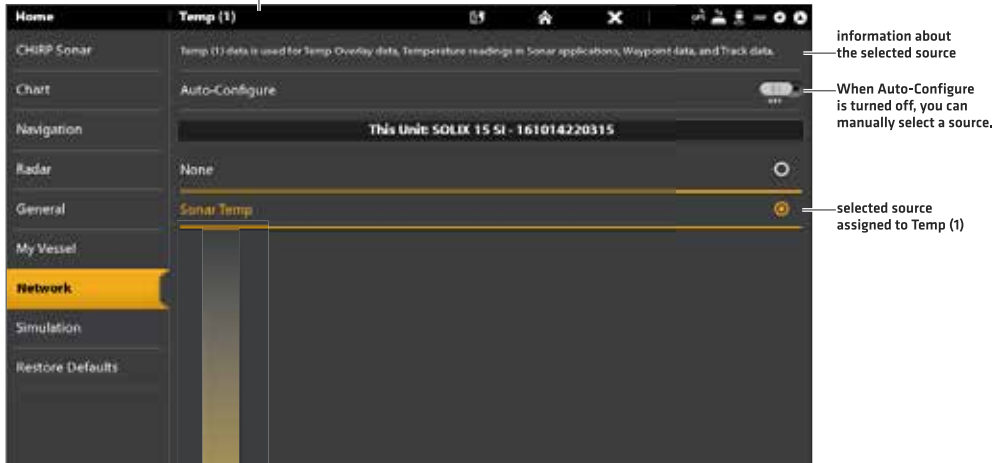 Home
Temp (1)
CHIRP Sonar
Temp (1) data is used for Temp Overlay data, Temperature readings in Sonar applications, Waypoint data, and Track data.
information about
the selected source
Chart
Auto-Configure
OFF
When Auto-Configure
is turned off, you can
manually select a source.
Navigation
This Unit: SOLIX 15 SI - 161014220315
Radar
None
General
Sonar Temp
selected source
assigned to Temp (1)
My Vessel
Network
Simulation
Restore Defaults